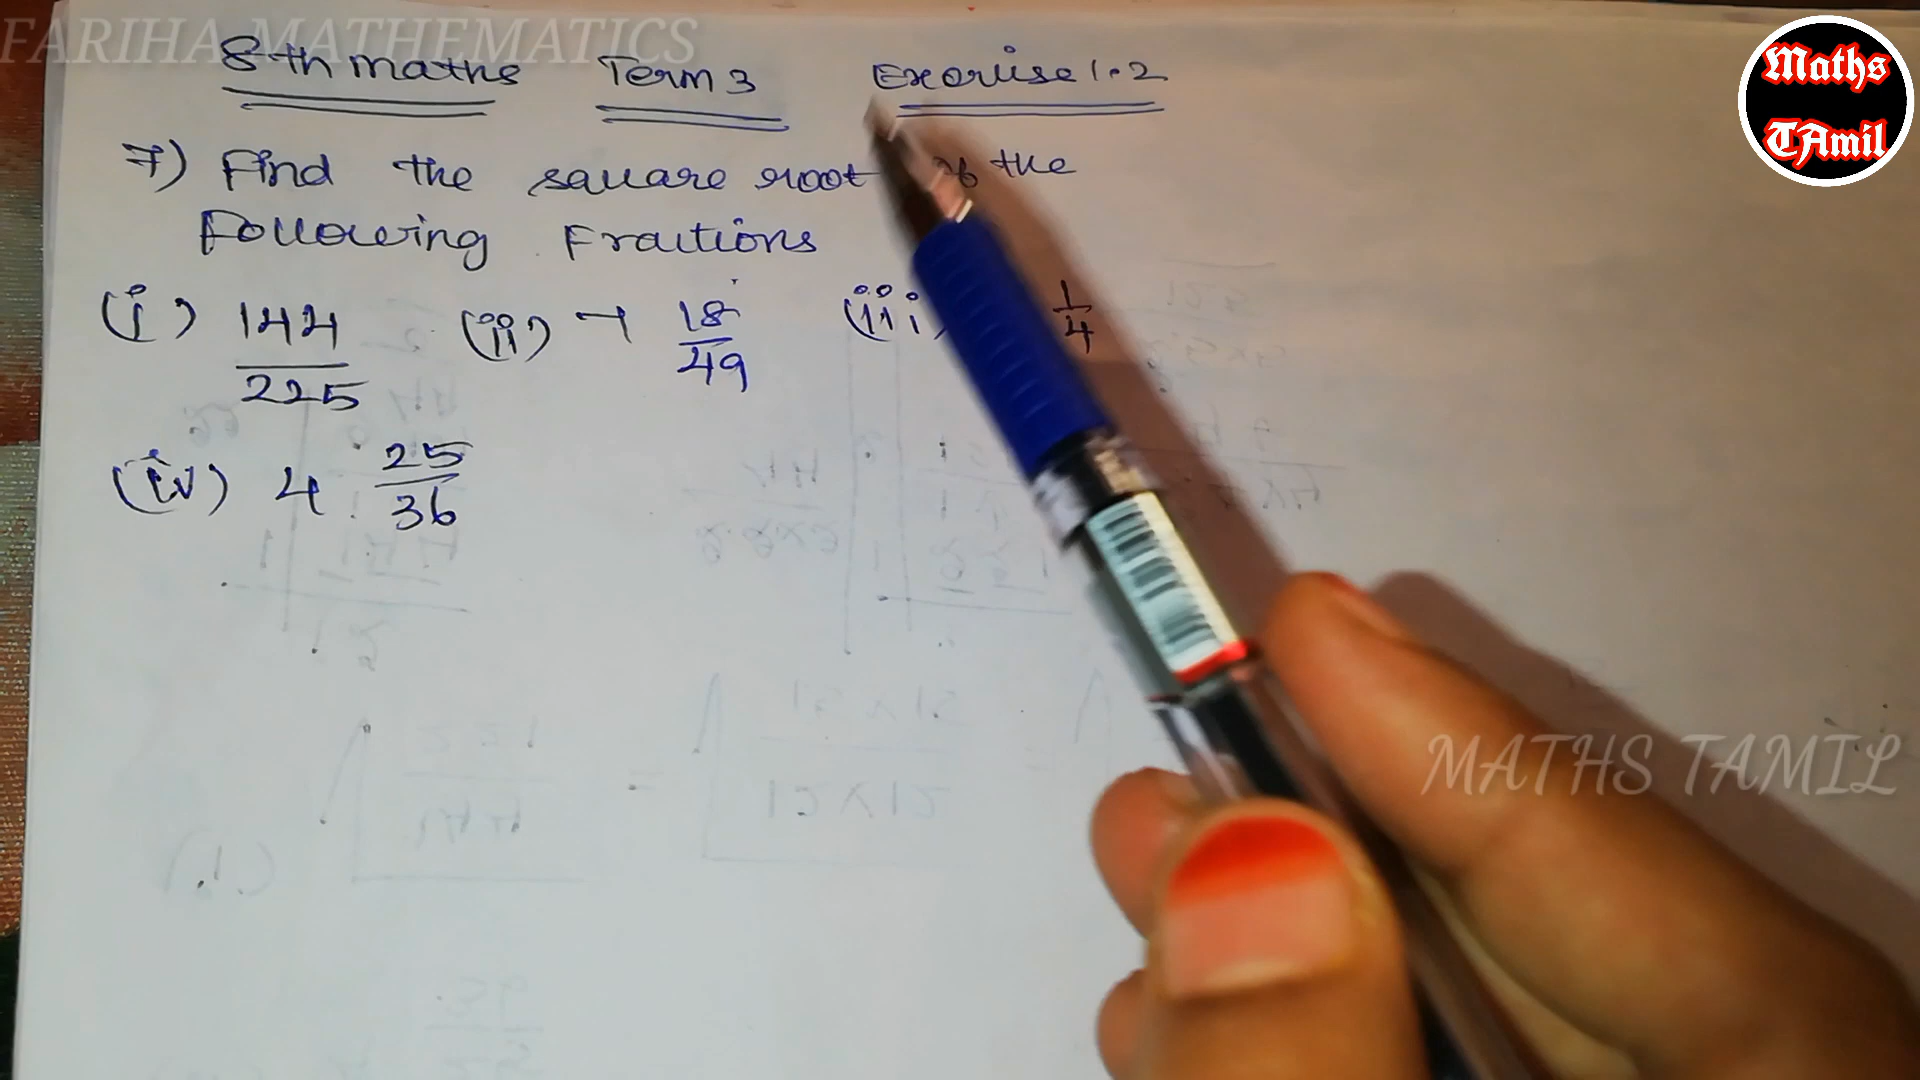 FARIHA MATHEMATICS
8th maths Term 3 Exercise 1.2
7) Find the square root of the
Following Fractions
(i) 144/225 (ii) 7 18/49 (iii) 1/4
(iv) 4 25/36
Maths
TAmil
MATHS TAMIL